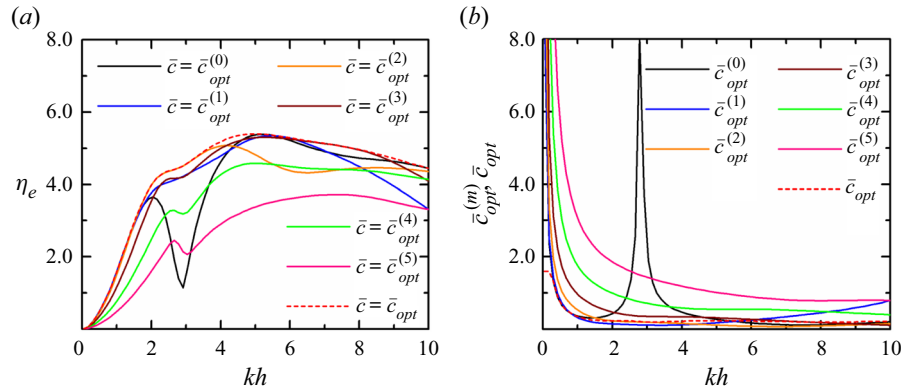 (a)
η_e
8.0
6.0
4.0
2.0
0
2
4
6
8
10
kh
c̄ = c̄_opt^(0)
c̄ = c̄_opt^(1)
c̄ = c̄_opt^(2)
c̄ = c̄_opt^(3)
c̄ = c̄_opt^(4)
c̄ = c̄_opt^(5)
c̄ = c̄_opt
(b)
c̄_opt^(m), c̄_opt
8.0
6.0
4.0
2.0
0
2
4
6
8
10
kh
c̄_opt^(0)
c̄_opt^(1)
c̄_opt^(2)
c̄_opt^(3)
c̄_opt^(4)
c̄_opt^(5)
c̄_opt